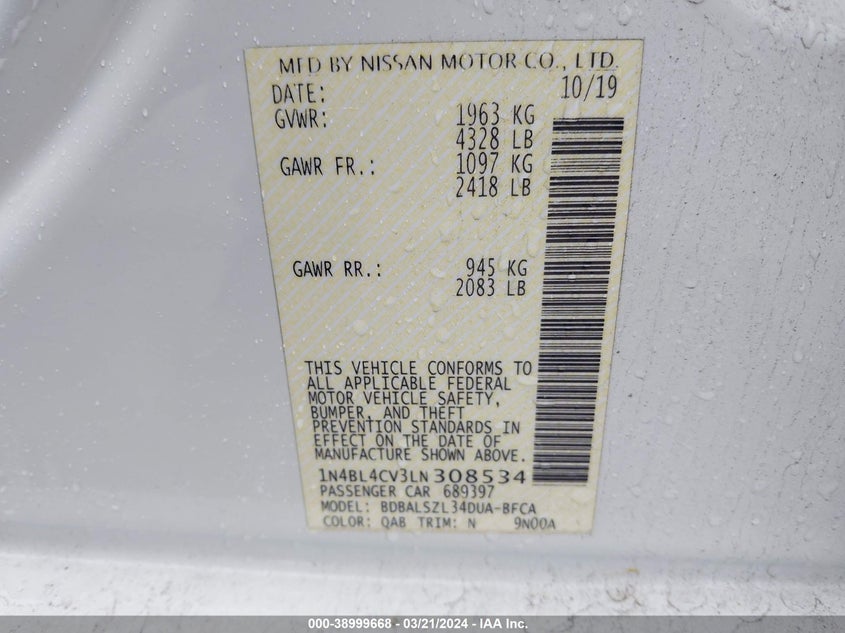 MFD BY NISSAN MOTOR CO., LTD.
DATE: 10/19
GVWR: 1963 KG
4328 LB
GAWR FR.: 1097 KG
2418 LB
GAWR RR.: 945 KG
2083 LB
THIS VEHICLE CONFORMS TO
ALL APPLICABLE FEDERAL
MOTOR VEHICLE SAFETY,
BUMPER, AND THEFT
PREVENTION STANDARDS IN
EFFECT ON THE DATE OF
MANUFACTURE SHOWN ABOVE.
1N4BL4CV3LN308534
PASSENGER CAR 689397
MODEL: BDBALSZL34DUA-BFCA
COLOR: QAB TRIM: N 9N00A
000-38999668 — 03/21/2024 — IAA Inc.